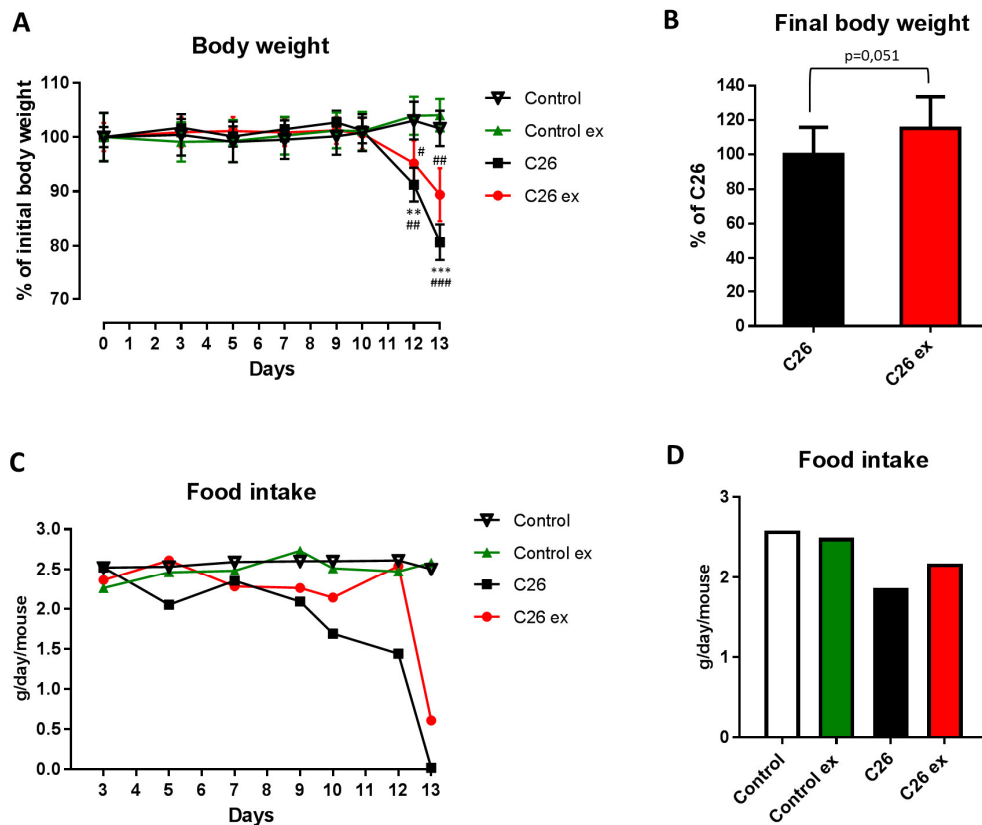 A
Body weight
% of initial body weight
110
100
90
80
70
#
##
**
##
***
###
0 1 2 3 4 5 6 7 8 9 10 11 12 13
Days
Control
Control ex
C26
C26 ex
B
Final body weight
p=0,051
% of C26
140
120
100
80
60
40
20
0
C26
C26 ex
C
Food intake
g/day/mouse
3.0
2.5
2.0
1.5
1.0
0.5
0.0
3 4 5 6 7 8 9 10 11 12 13
Days
Control
Control ex
C26
C26 ex
D
Food intake
g/day/mouse
3
2
1
0
Control
Control ex
C26
C26 ex